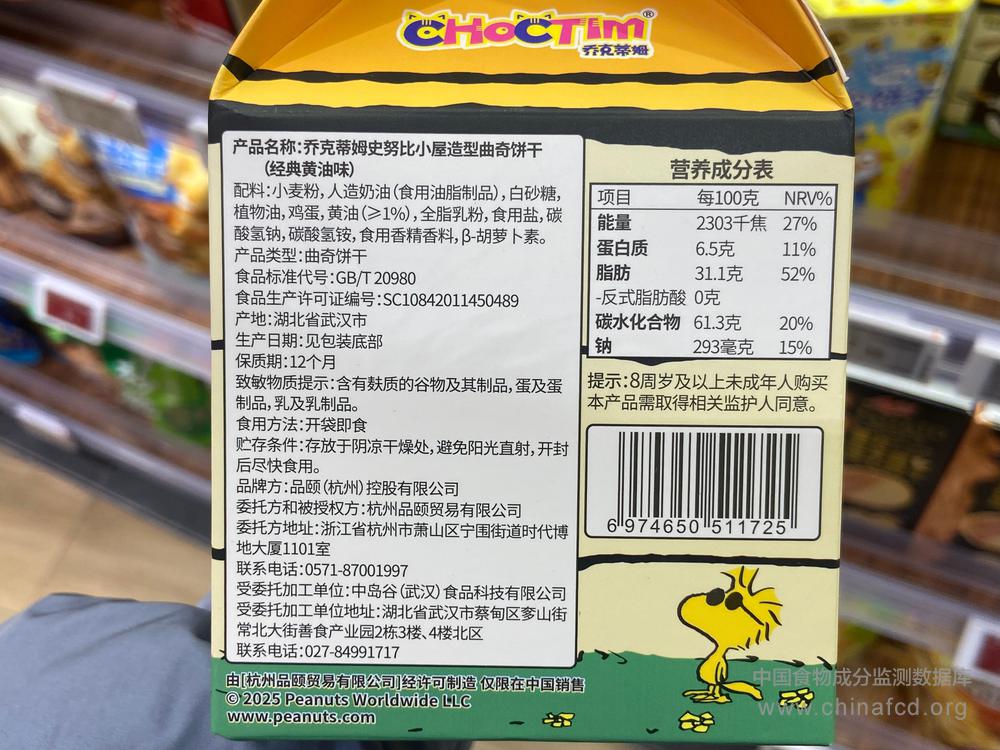 CHOCTIM®
乔克蒂姆
产品名称:乔克蒂姆史努比小屋造型曲奇饼干
(经典黄油味)
配料:小麦粉,人造奶油(食用油脂制品),白砂糖,
植物油,鸡蛋,黄油(≥1%),全脂乳粉,食用盐,碳
酸氢钠,碳酸氢铵,食用香精香料,β-胡萝卜素。
产品类型:曲奇饼干
食品标准代号:GB/T 20980
食品生产许可证编号:SC10842011450489
产地:湖北省武汉市
生产日期:见包装底部
保质期:12个月
致敏物质提示:含有麸质的谷物及其制品,蛋及蛋
制品,乳及乳制品。
食用方法:开袋即食
贮存条件:存放于阴凉干燥处,避免阳光直射,开封
后尽快食用。
品牌方:品颐(杭州)控股有限公司
委托方和被授权方:杭州品颐贸易有限公司
委托方地址:浙江省杭州市萧山区宁围街道时代博
地大厦1101室
联系电话:0571-87001997
受委托加工单位:中岛谷(武汉)食品科技有限公司
受委托加工单位地址:湖北省武汉市蔡甸区奓山街
常北大街善食产业园2栋3楼、4楼北区
联系电话:027-84991717
由[杭州品颐贸易有限公司]经许可制造 仅限在中国销售
© 2025 Peanuts Worldwide LLC
www.peanuts.com
营养成分表
项目 每100克 NRV%
能量 2303千焦 27%
蛋白质 6.5克 11%
脂肪 31.1克 52%
-反式脂肪酸 0克
碳水化合物 61.3克 20%
钠 293毫克 15%
提示:8周岁及以上未成年人购买
本产品需取得相关监护人同意。
6 974650 511725
中国食物成分监测数据库
www.chinafcd.org